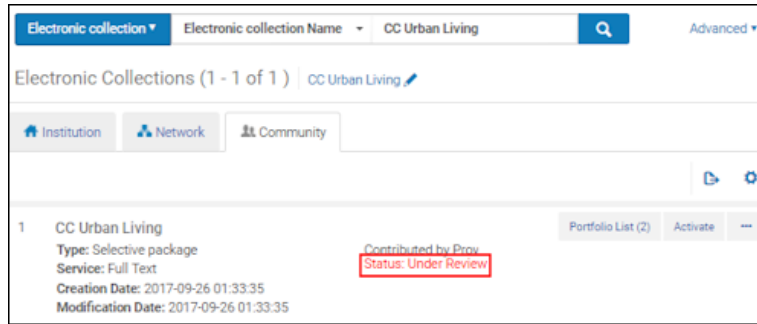 Electronic collection Electronic collection Name CC Urban Living Advanced
Electronic Collections (1 - 1 of 1 ) CC Urban Living
Institution Network Community
1 CC Urban Living Portfolio List (2) Activate
Type: Selective package Contributed by Prov
Service: Full Text Status: Under Review
Creation Date: 2017-09-26 01:33:35
Modification Date: 2017-09-26 01:33:35